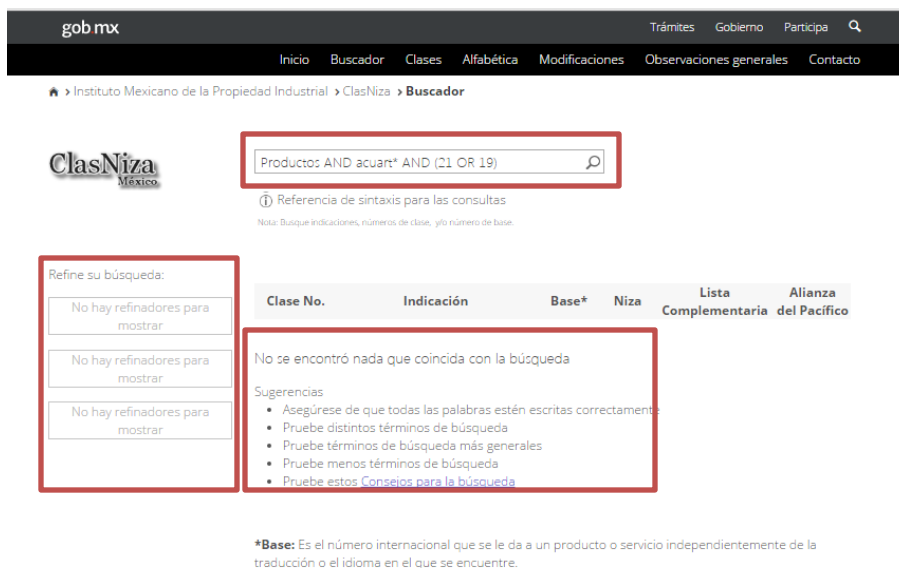 gob.mx
Trámites Gobierno Participa
Inicio Buscador Clases Alfabética Modificaciones Observaciones generales Contacto
> Instituto Mexicano de la Propiedad Industrial > ClasNiza > Buscador
ClasNiza
México
Productos AND acuart* AND (21 OR 19)
Referencia de sintaxis para las consultas
Nota: Busque indicaciones, números de clase, y/o número de base.
Refine su búsqueda:
No hay refinadores para
mostrar
No hay refinadores para
mostrar
No hay refinadores para
mostrar
Clase No. Indicación Base* Niza Lista Complementaria Alianza del Pacífico
No se encontró nada que coincida con la búsqueda
Sugerencias
• Asegúrese de que todas las palabras estén escritas correctamente
• Pruebe distintos términos de búsqueda
• Pruebe términos de búsqueda más generales
• Pruebe menos términos de búsqueda
• Pruebe estos Consejos para la búsqueda
*Base: Es el número internacional que se le da a un producto o servicio independientemente de la
traducción o el idioma en el que se encuentre.